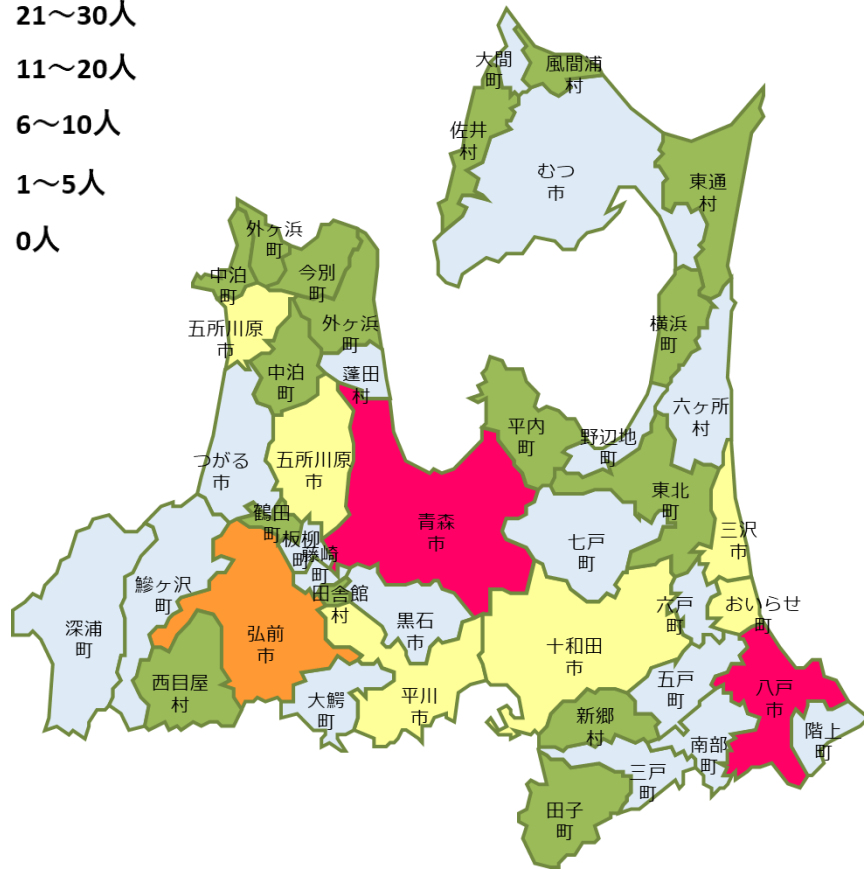 21～30人
11～20人
6～10人
1～5人
0人
大間
町
風間浦
村
佐井
村
むつ
市
東通
村
外ヶ浜
町
今別
町
中泊
町
五所川原
市
外ヶ浜
町
横浜
町
中泊
町
蓬田
村
六ヶ所
村
平内
町
野辺地
町
つがる
市
五所川原
市
東北
町
鶴田
町
青森
市
三沢
市
板柳
町
藤崎
町
七戸
町
鰺ヶ沢
町
田舎館
村
六戸
町
おいらせ
町
深浦
町
弘前
市
黒石
市
十和田
市
五戸
町
八戸
市
西目屋
村
大鰐
町
平川
市
新郷
村
南部
町
階上
町
三戸
町
田子
町